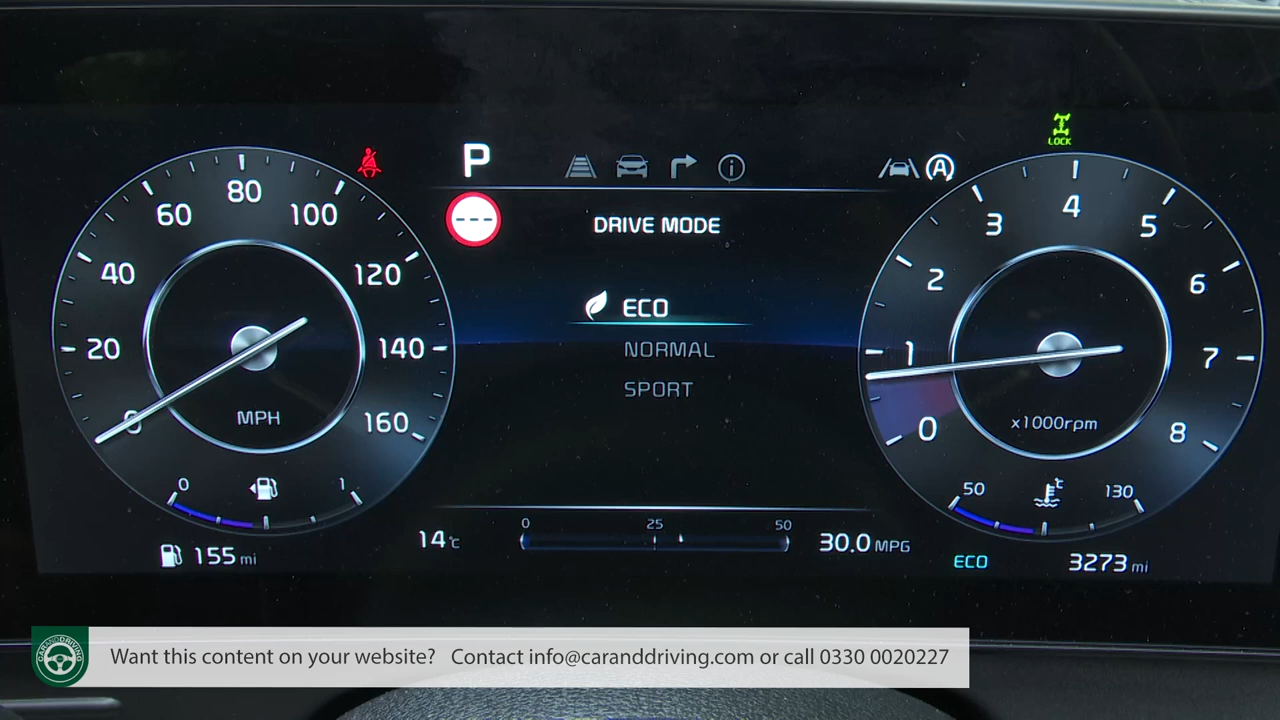 LOCK
P
A
80
60
100
40
120
20
140
0
160
MPH
0
1
155 mi
DRIVE MODE
ECO
NORMAL
SPORT
14°C
0
25
50
30.0 MPG
4
3
5
2
6
1
7
0
8
x1000rpm
50
°C
130
ECO
3273 mi
CARANDDRIVING
Want this content on your website? Contact info@caranddriving.com or call 0330 0020227